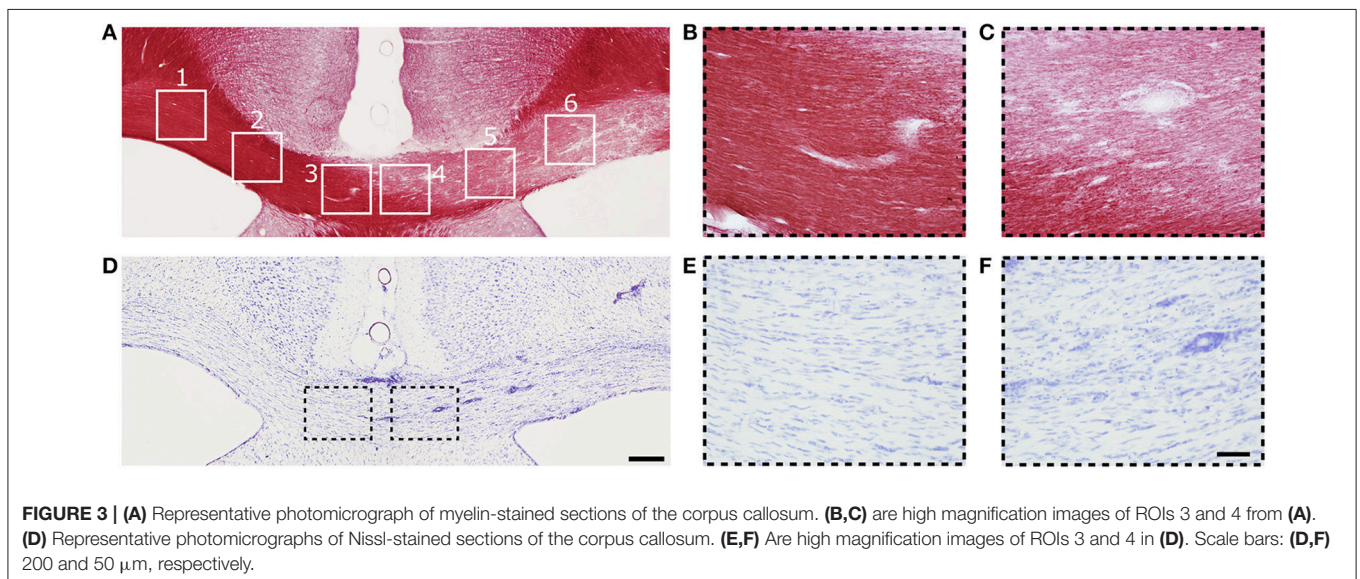 A
B
C
1
2
3
4
5
6
D
E
F
FIGURE 3 | (A) Representative photomicrograph of myelin-stained sections of the corpus callosum. (B,C) are high magnification images of ROIs 3 and 4 from (A).
(D) Representative photomicrographs of Nissl-stained sections of the corpus callosum. (E,F) Are high magnification images of ROIs 3 and 4 in (D). Scale bars: (D,F)
200 and 50 μm, respectively.